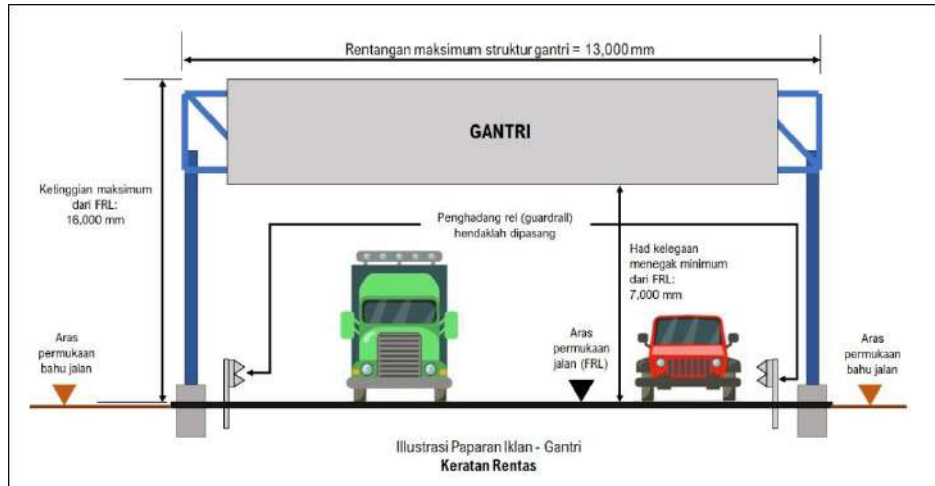 Rentangan maksimum struktur gantri = 13,000 mm
GANTRI
Ketinggian maksimum
dari FRL:
16,000 mm
Penghadang rel (guardrail)
hendaklah dipasang
Had kelegaan
menegak minimum
dari FRL:
7,000 mm
Aras
permukaan
bahu jalan
Aras
permukaan
jalan (FRL)
Aras
permukaan
bahu jalan
Illustrasi Paparan Iklan - Gantri
Keratan Rentas